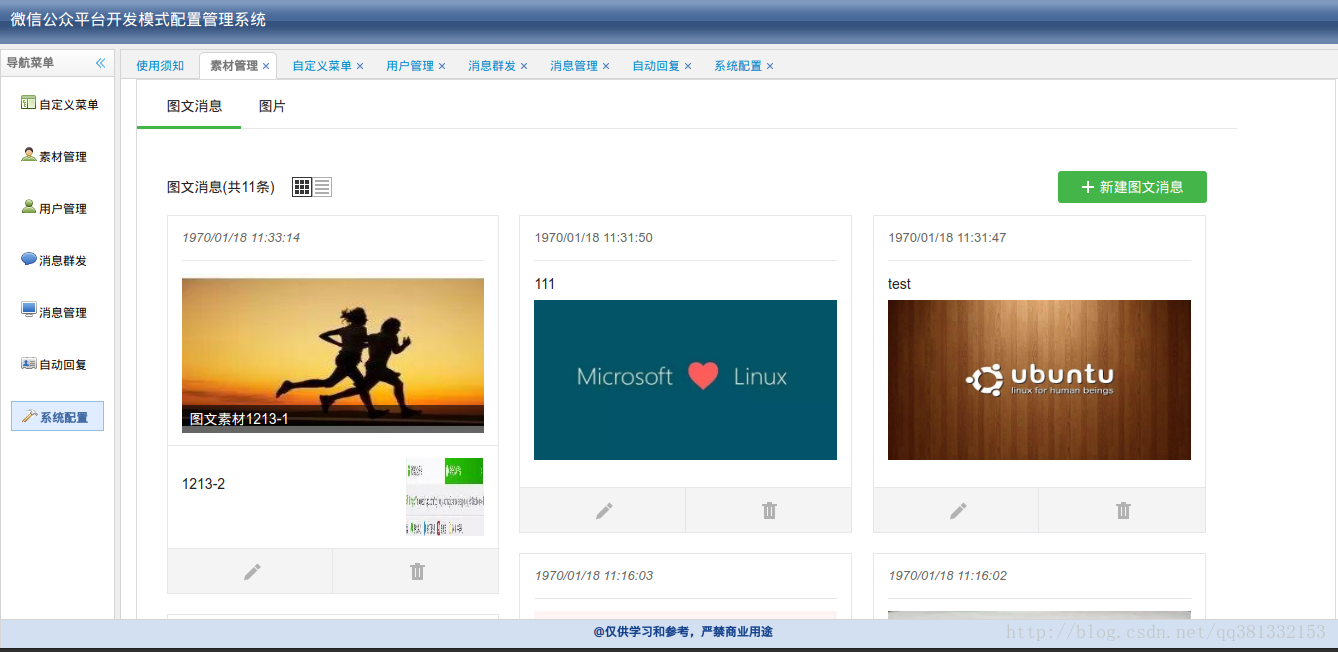 微信公众平台开发模式配置管理系统
导航菜单
使用须知 素材管理 自定义菜单 用户管理 消息群发 消息管理 自动回复 系统配置
自定义菜单
素材管理
用户管理
消息群发
消息管理
自动回复
系统配置
图文消息 图片
图文消息(共11条)
新建图文消息
1970/01/18 11:33:14
图文素材1213-1
1213-2
1970/01/18 11:31:50
111
Microsoft Linux
1970/01/18 11:31:47
test
ubuntu
linux for human beings
1970/01/18 11:16:03
1970/01/18 11:16:02
@仅供学习和参考，严禁商业用途
http://blog.csdn.net/qq381332153